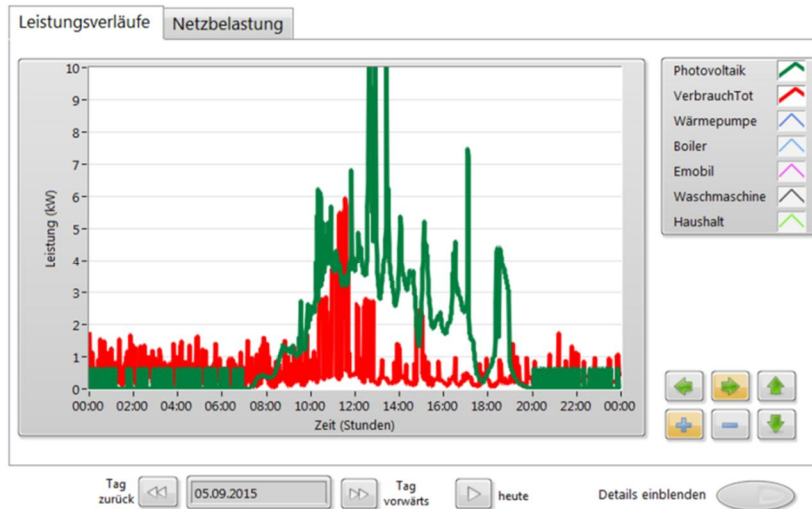 Leistungsverläufe Netzbelastung
10
9
8
7
6
5
4
3
2
1
0
Leistung (kW)
00:00 02:00 04:00 06:00 08:00 10:00 12:00 14:00 16:00 18:00 20:00 22:00 00:00
Zeit (Stunden)
Photovoltaik
VerbrauchTot
Wärmepumpe
Boiler
Emobil
Waschmaschine
Haushalt
Tag
zurück
05.09.2015
Tag
vorwärts
heute
Details einblenden